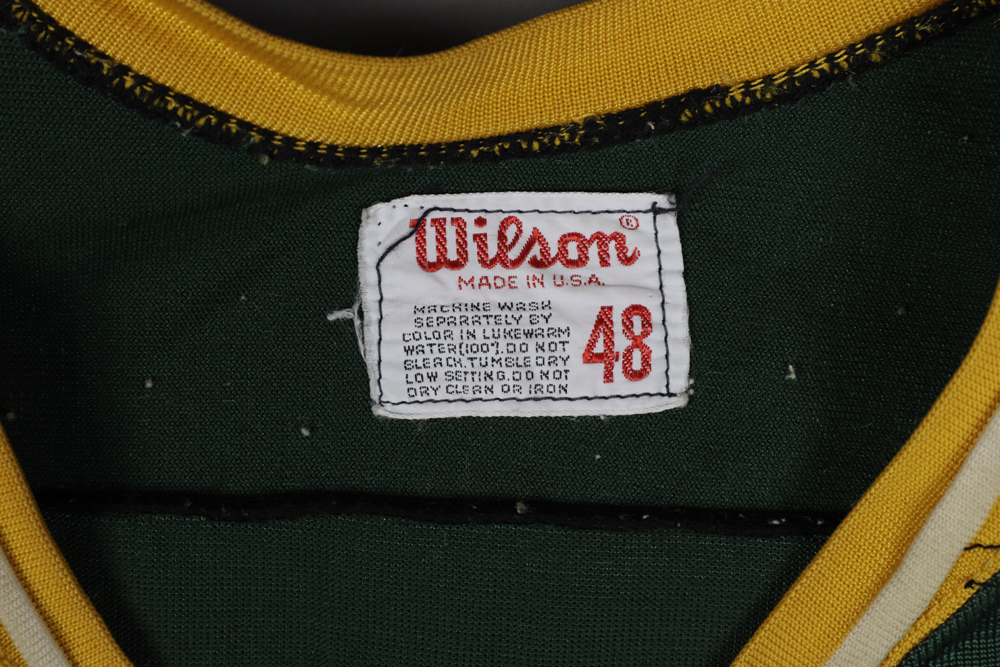 Wilson®
MADE IN U.S.A.
MACHINE WASH
SEPARATELY BY
COLOR IN LUKEWARM
WATER(100°).DO NOT
BLEACH.TUMBLE DRY
LOW SETTING.DO NOT
DRY CLEAN OR IRON
48